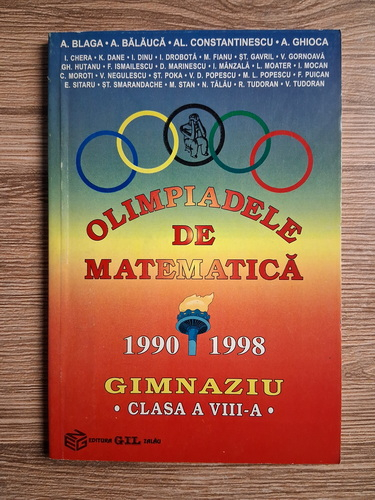 A. BLAGA • A. BĂLĂUCĂ • AL. CONSTANTINESCU • A. GHIOCA
I. CHERA • K. DANE • I. DINU • I. DROBOTĂ • M. FIANU • ST. GAVRIL • V. GORNOAVĂ
GH. HUTANU • F. ISMAILESCU • D. MARINESCU • I. MÂNZALĂ • L. MOATER • I. MOCAN
C. MOROTI • V. NEGULESCU • ST. POKA • V. D. POPESCU • M. L. POPESCU • F. PUICAN
E. SITARU • ST. SMARANDACHE • M. STAN • N. TĂLĂU • R. TUDORAN • V. TUDORAN
OLIMPIADELE
DE
MATEMATICĂ
1990 1998
GIMNAZIU
• CLASA A VIII-A •
EDITURA GIL ZALĂU